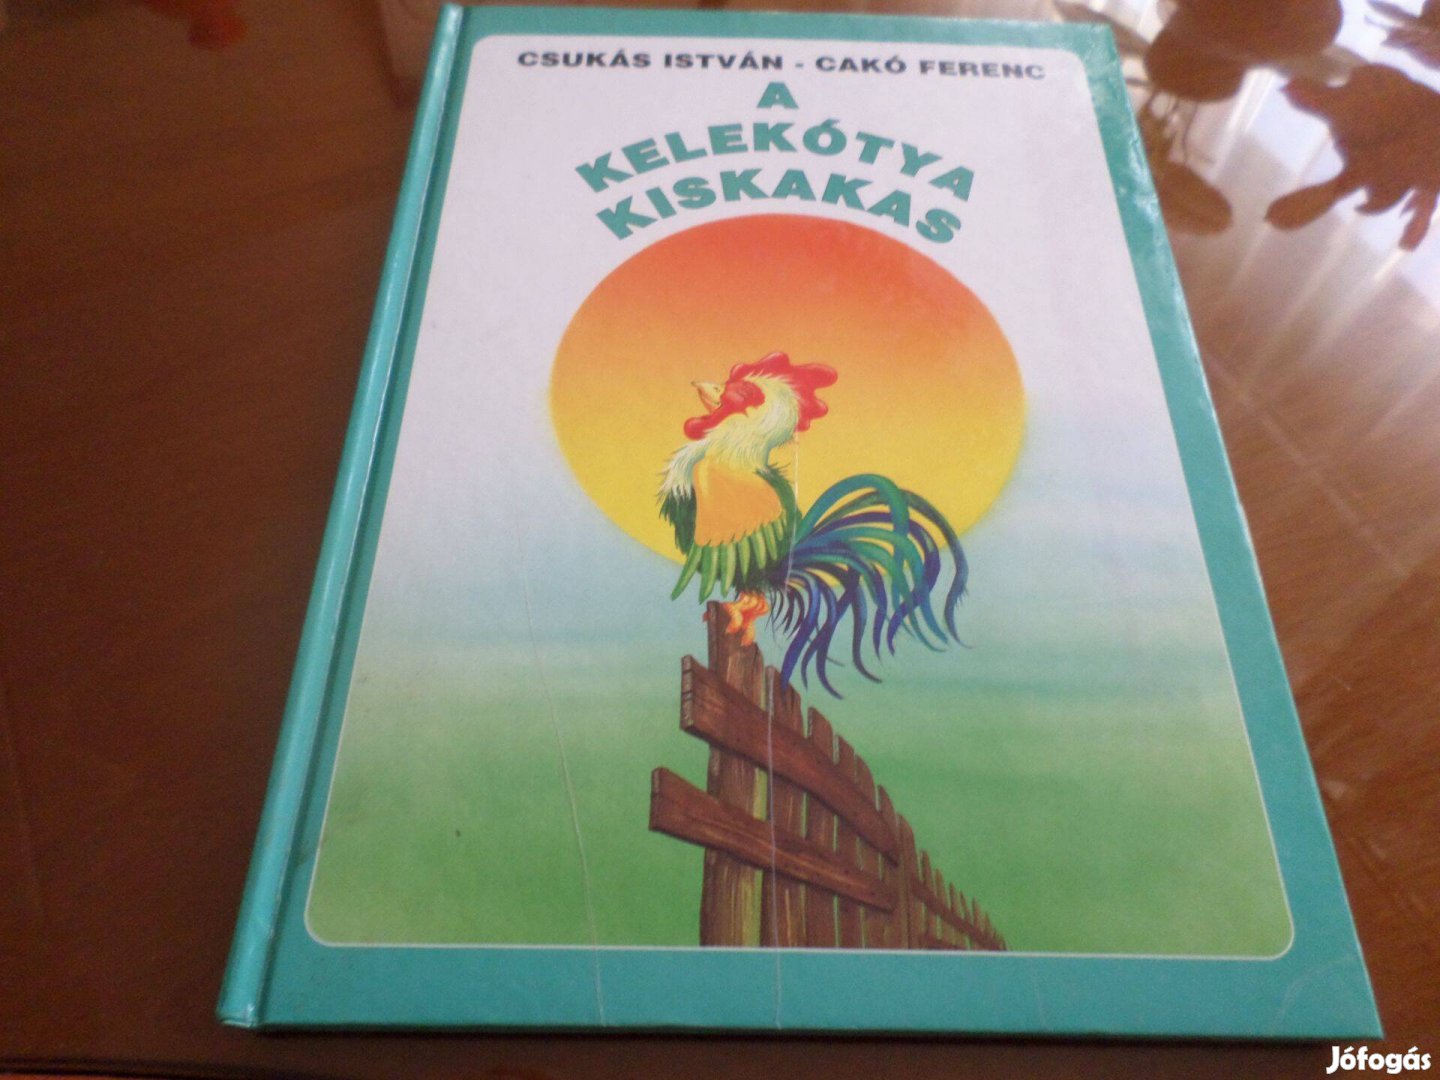 CSUKÁS ISTVÁN - CAKÓ FERENC
A
KELEKÓTYA
KISKAKAS
Jófogás